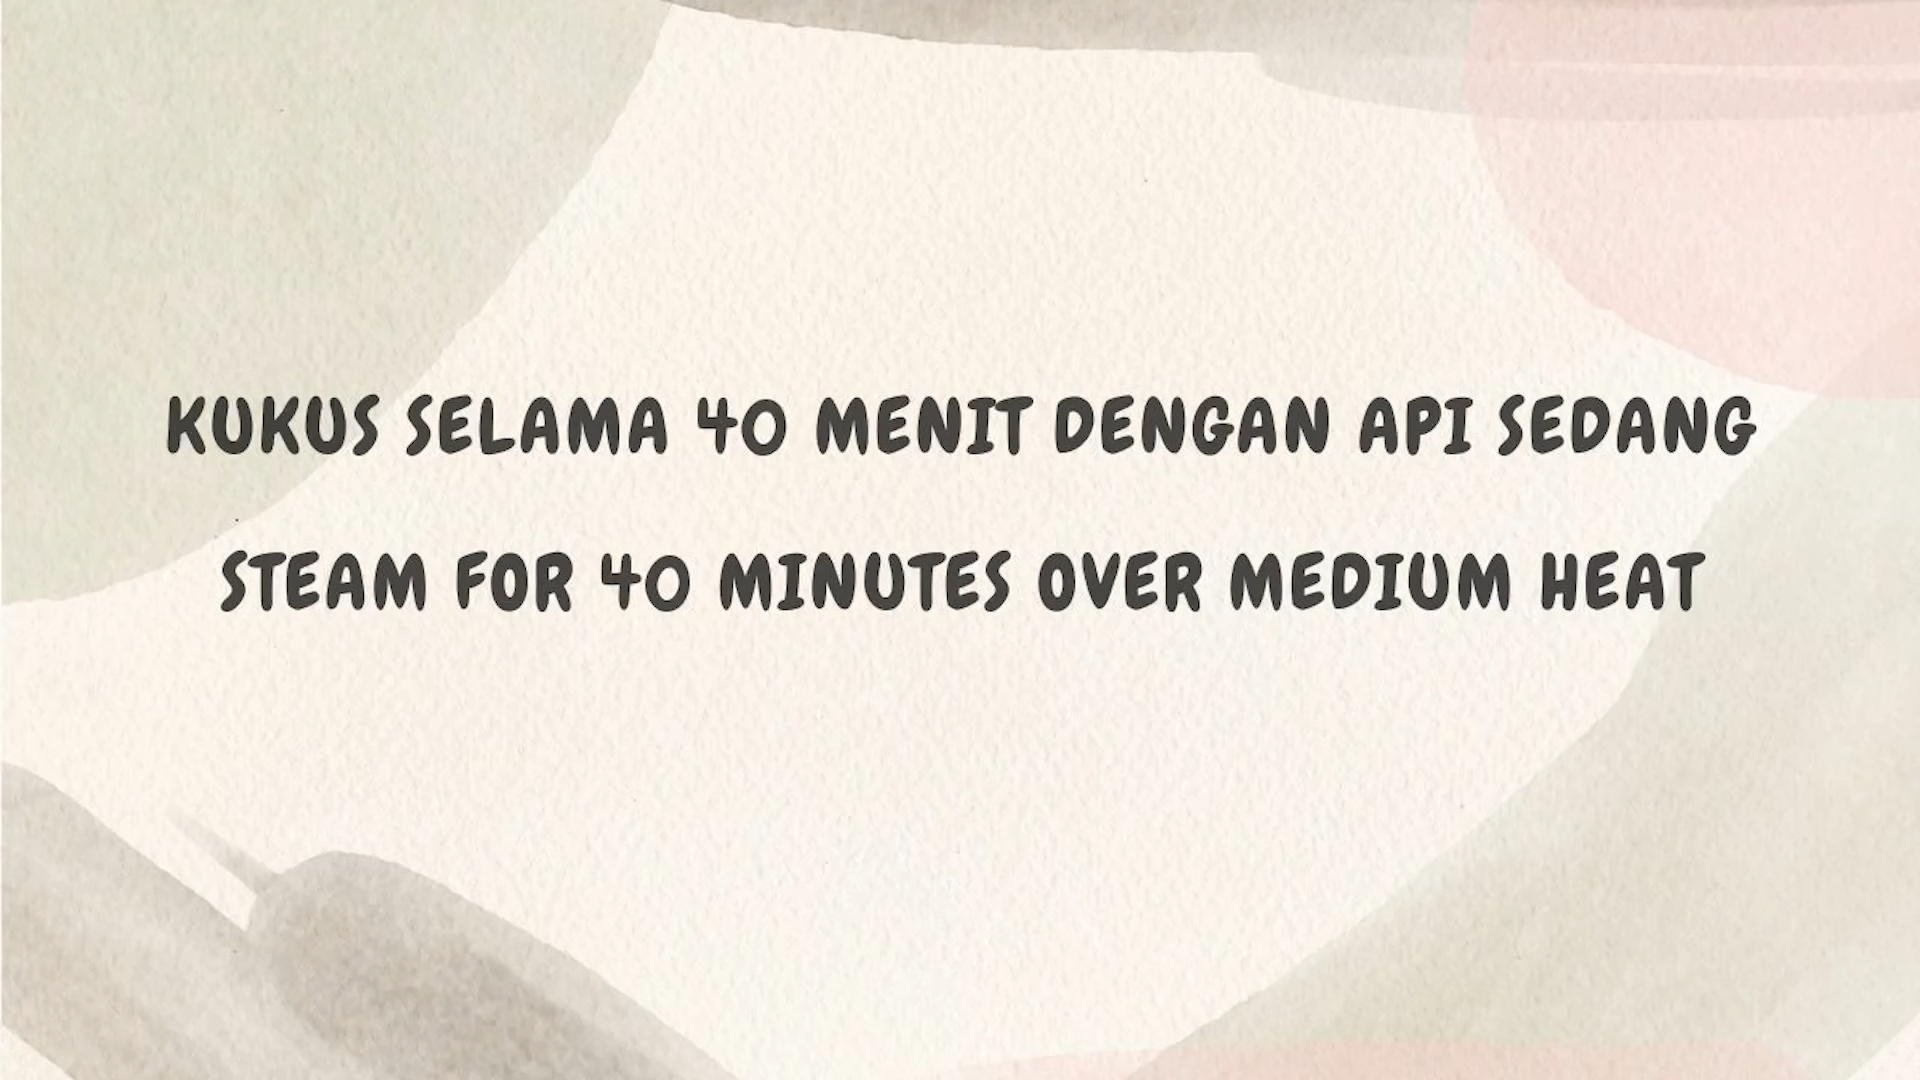 KUKUS SELAMA 40 MENIT DENGAN API SEDANG
STEAM FOR 40 MINUTES OVER MEDIUM HEAT